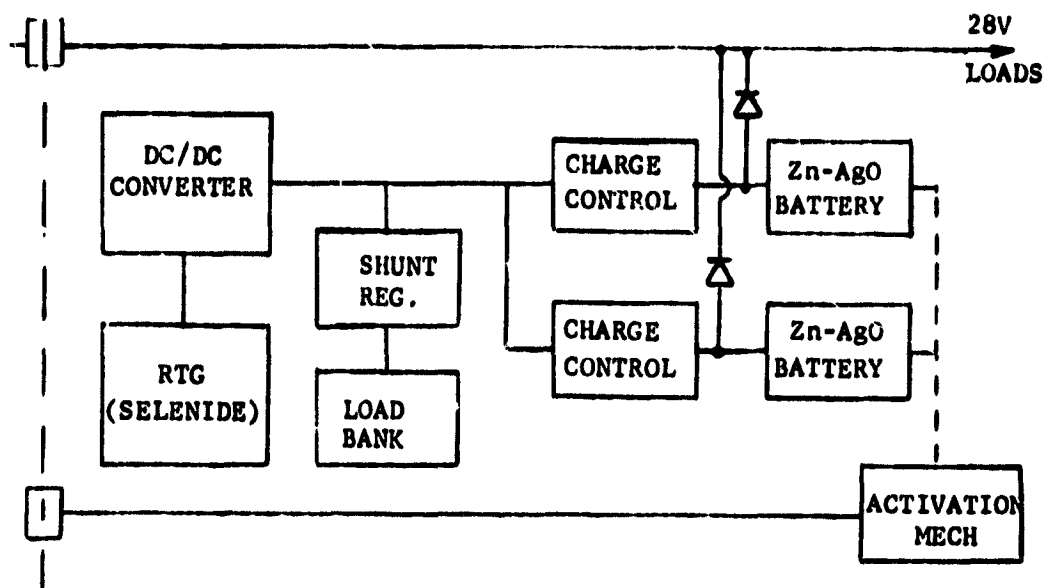 28V
LOADS
DC/DC
CONVERTER
CHARGE
CONTROL
Zn-AgO
BATTERY
SHUNT
REG.
RTG
(SELENIDE)
LOAD
BANK
CHARGE
CONTROL
Zn-AgO
BATTERY
ACTIVATION
MECH